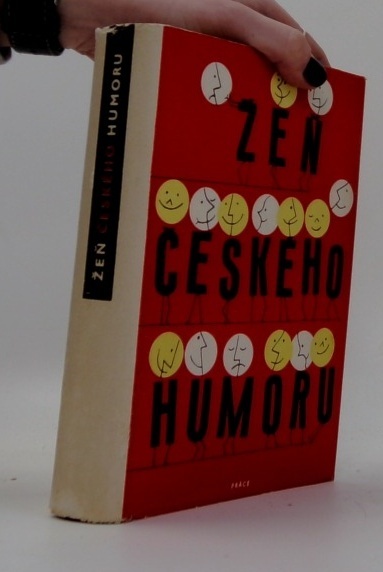 ŽEŇ ČESKÉHO HUMORU
ŽEŇ
ČESKÉHO
HUMORU
PRÁCE